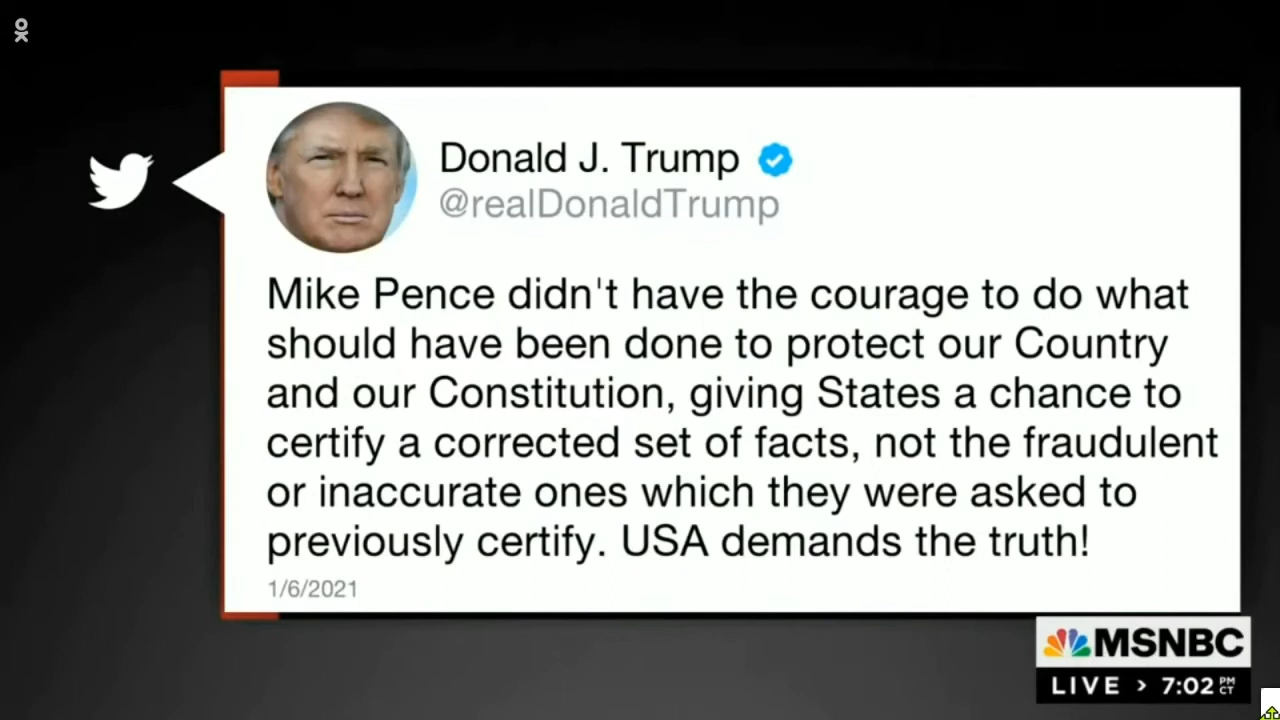 Donald J. Trump
@realDonaldTrump
Mike Pence didn't have the courage to do what
should have been done to protect our Country
and our Constitution, giving States a chance to
certify a corrected set of facts, not the fraudulent
or inaccurate ones which they were asked to
previously certify. USA demands the truth!
1/6/2021
MSNBC
LIVE > 7:02 PM CT